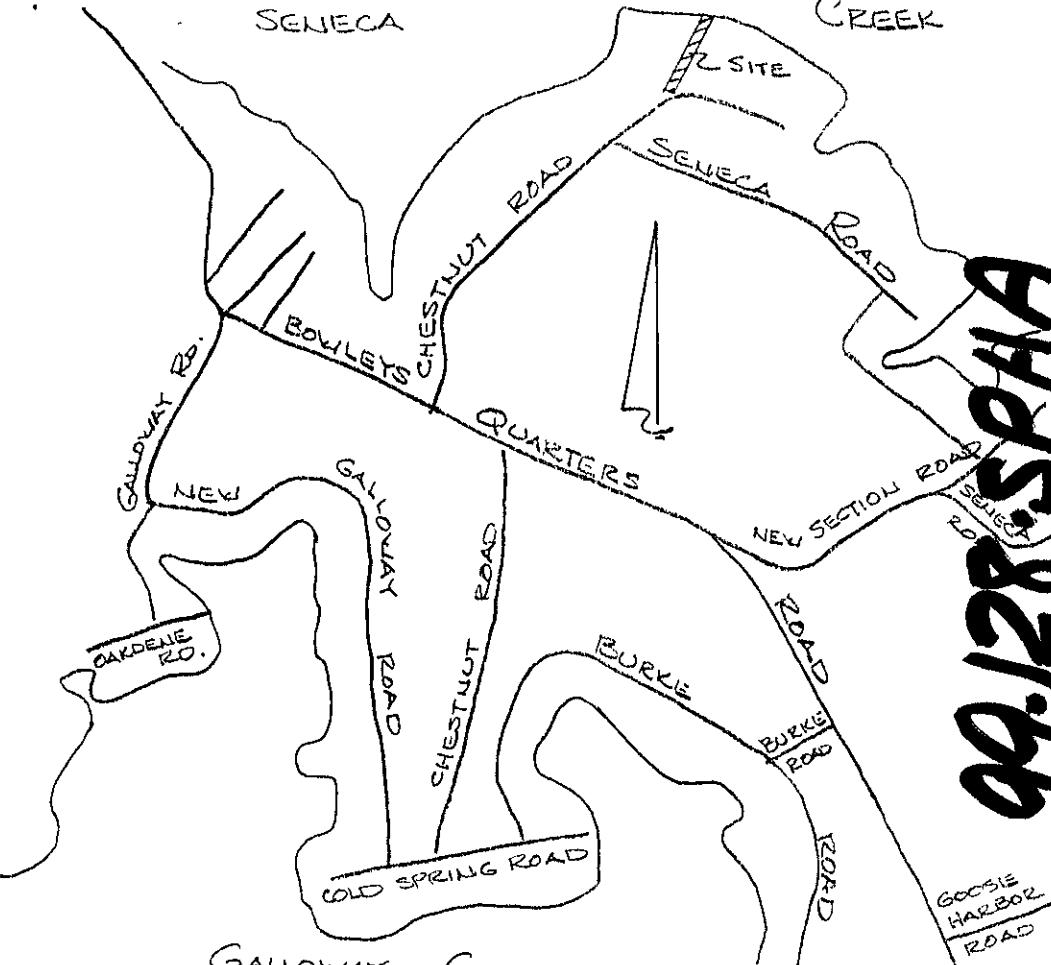 SENECA CREEK
SITE
CHESTNUT ROAD
SENECA ROAD
GALLOWAY RD.
BOWLEYS QUARTERS ROAD
NEW GALLOWAY ROAD
NEW SECTION ROAD
SENECA RD.
99.128.SPHA
OAKDENE RD.
CHESTNUT ROAD
BURKE ROAD
BURKE ROAD
COLD SPRING ROAD
GOOSE HARBOR ROAD
GALLOWAY